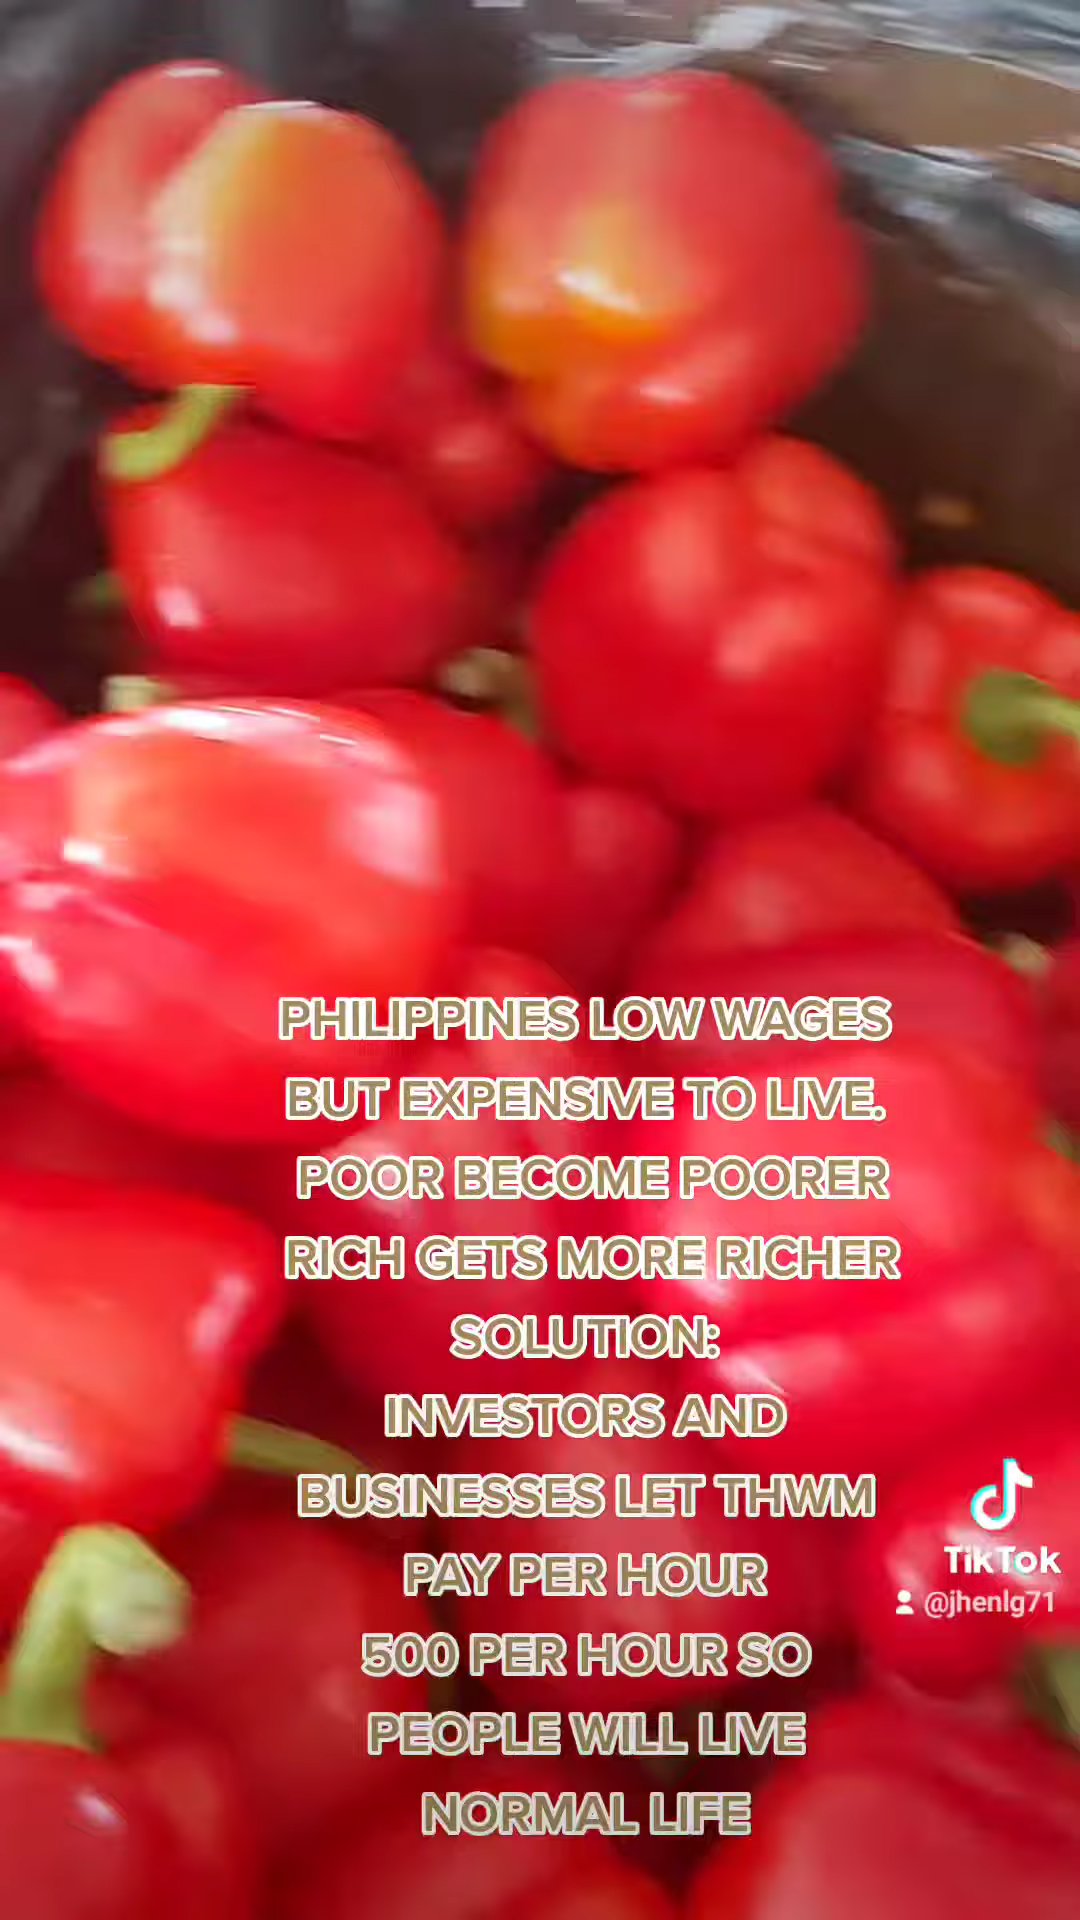 PHILIPPINES LOW WAGES
BUT EXPENSIVE TO LIVE.
POOR BECOME POORER
RICH GETS MORE RICHER
SOLUTION:
INVESTORS AND
BUSINESSES LET THWM
PAY PER HOUR
500 PER HOUR SO
PEOPLE WILL LIVE
NORMAL LIFE
TikTok
@jhenlg71